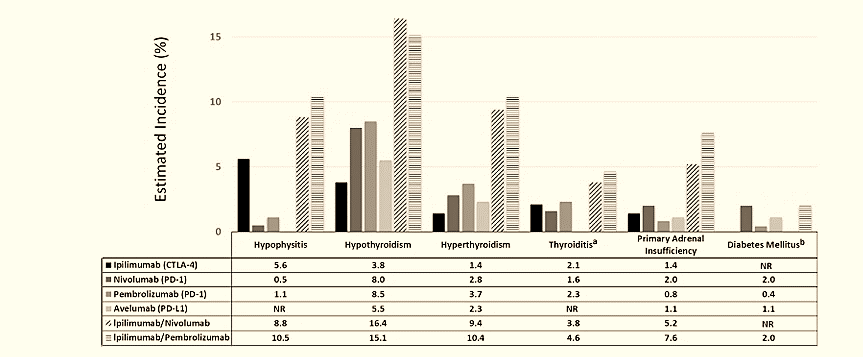 Estimated Incidence (%)
15
10
5
0
Hypophysitis Hypothyroidism Hyperthyroidism Thyroiditisa Primary Adrenal Insufficiency Diabetes Mellitusb
Ipilimumab (CTLA-4) 5.6 3.8 1.4 2.1 1.4 NR
Nivolumab (PD-1) 0.5 8.0 2.8 1.6 2.0 2.0
Pembrolizumab (PD-1) 1.1 8.5 3.7 2.3 0.8 0.4
Avelumab (PD-L1) NR 5.5 2.3 NR 1.1 1.1
Ipilimumab/Nivolumab 8.8 16.4 9.4 3.8 5.2 NR
Ipilimumab/Pembrolizumab 10.5 15.1 10.4 4.6 7.6 2.0